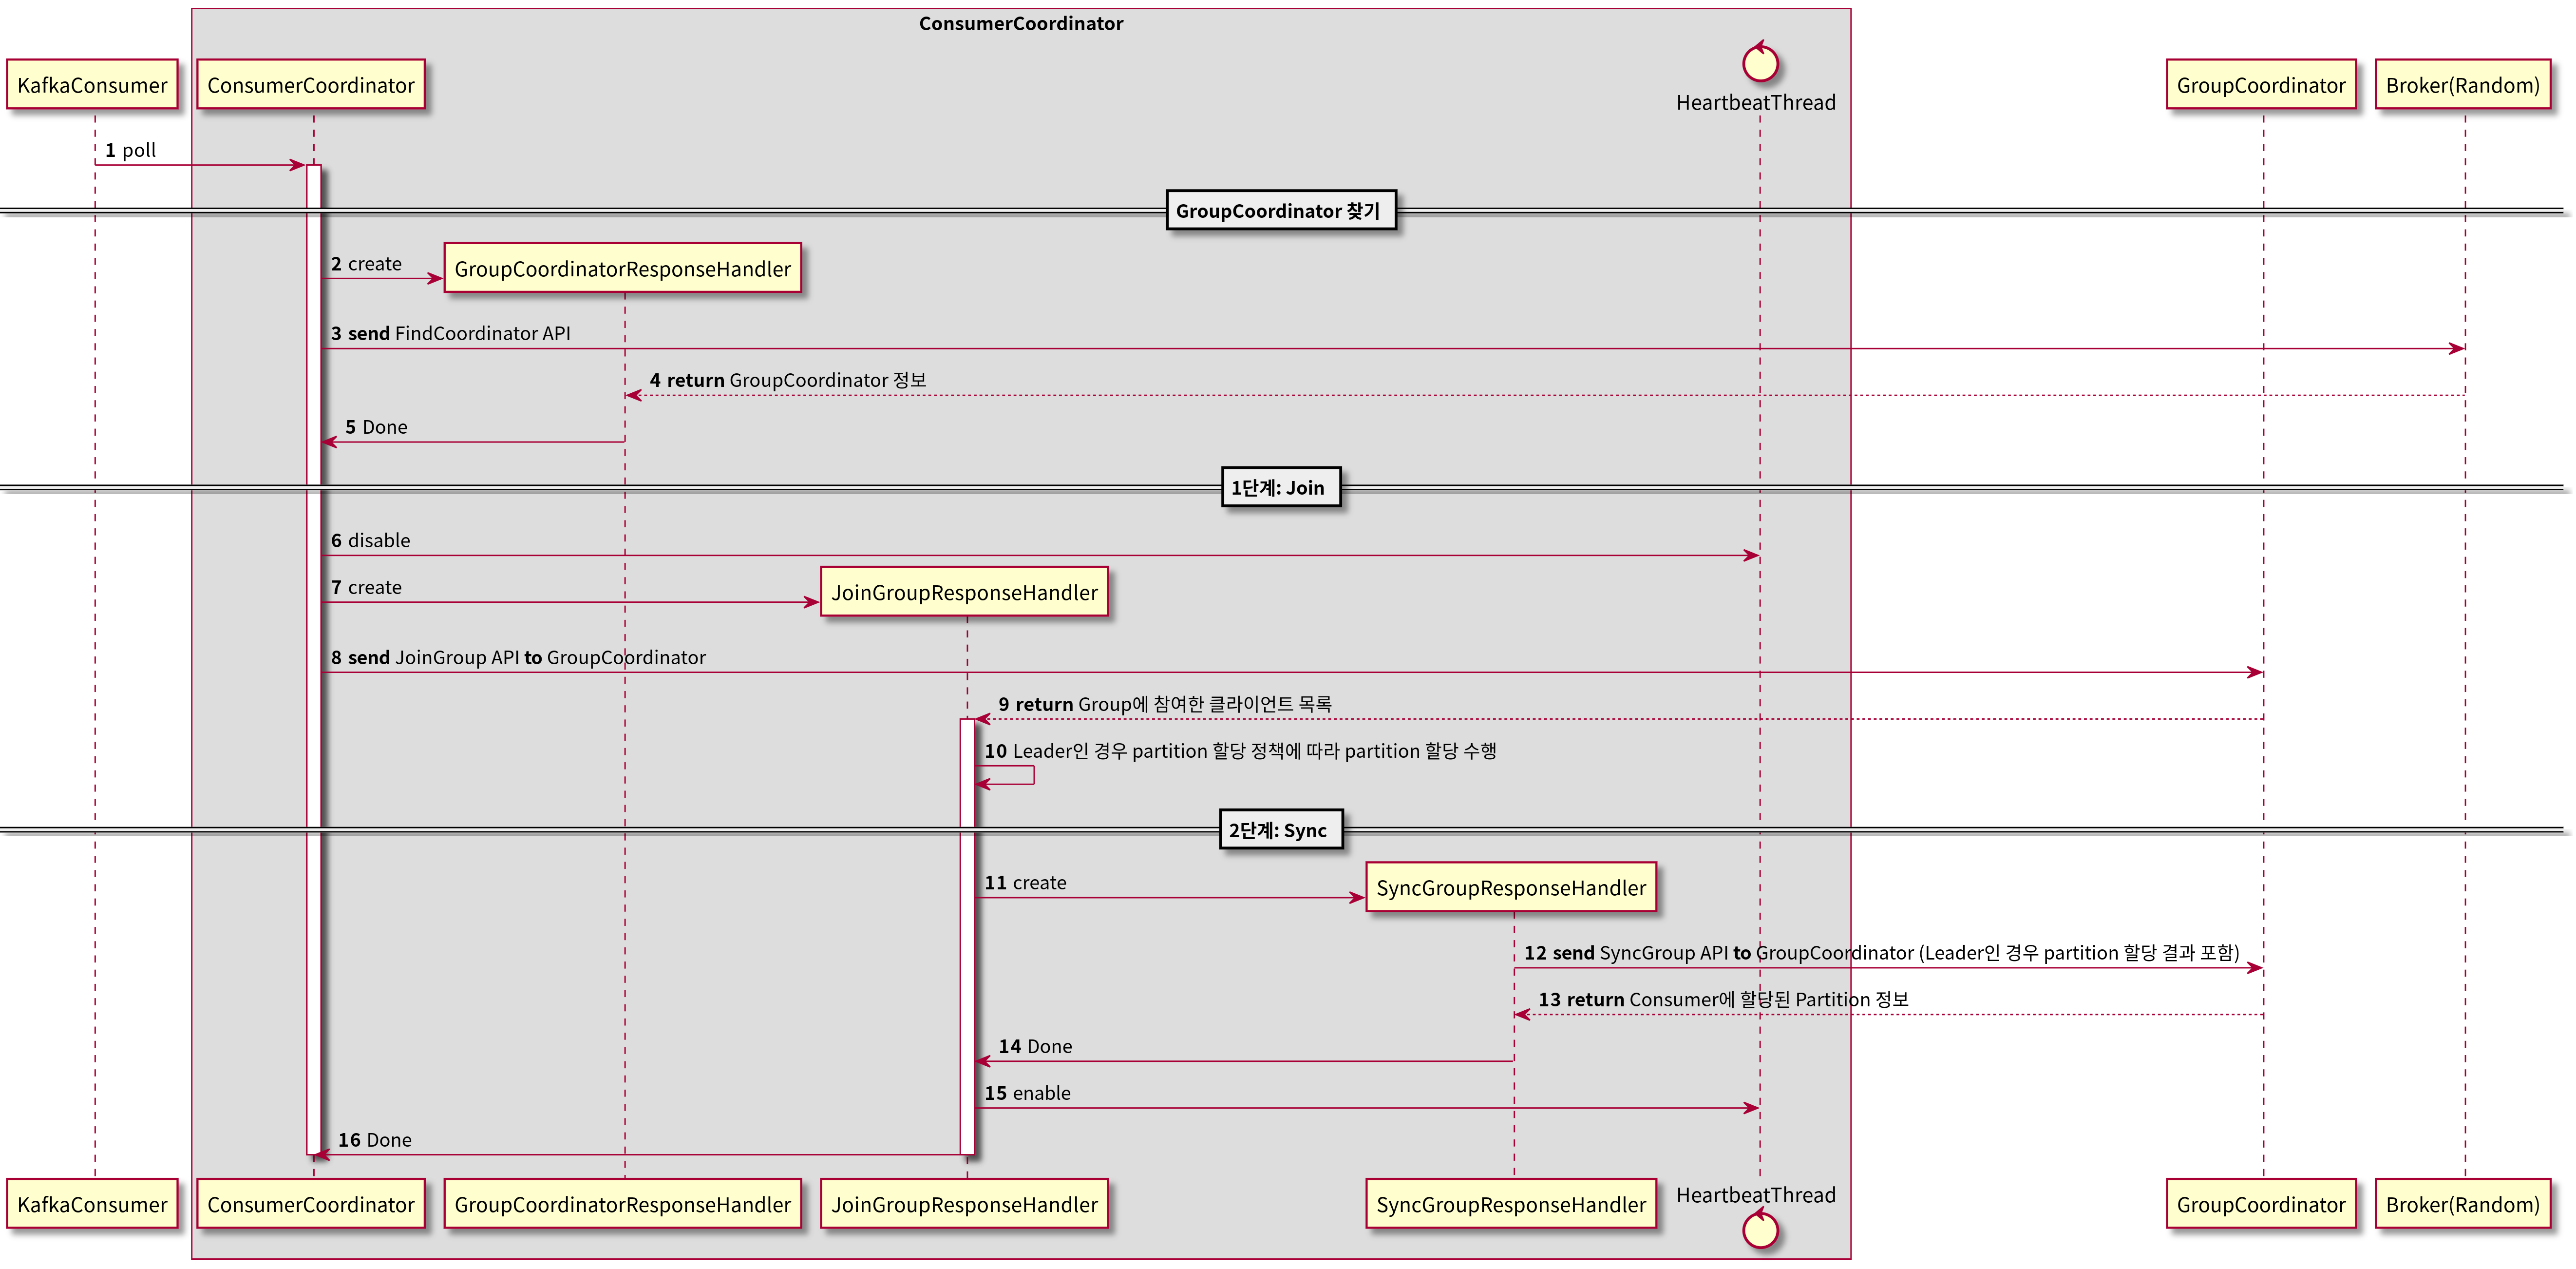 ConsumerCoordinator
KafkaConsumer
ConsumerCoordinator
HeartbeatThread
GroupCoordinator
Broker(Random)
1 poll
GroupCoordinator 찾기
2 create
GroupCoordinatorResponseHandler
3 send FindCoordinator API
4 return GroupCoordinator 정보
5 Done
1단계: Join
6 disable
7 create
JoinGroupResponseHandler
8 send JoinGroup API to GroupCoordinator
9 return Group에 참여한 클라이언트 목록
10 Leader인 경우 partition 할당 정책에 따라 partition 할당 수행
2단계: Sync
11 create
SyncGroupResponseHandler
12 send SyncGroup API to GroupCoordinator (Leader인 경우 partition 할당 결과 포함)
13 return Consumer에 할당된 Partition 정보
14 Done
15 enable
16 Done
KafkaConsumer
ConsumerCoordinator
GroupCoordinatorResponseHandler
JoinGroupResponseHandler
SyncGroupResponseHandler
HeartbeatThread
GroupCoordinator
Broker(Random)